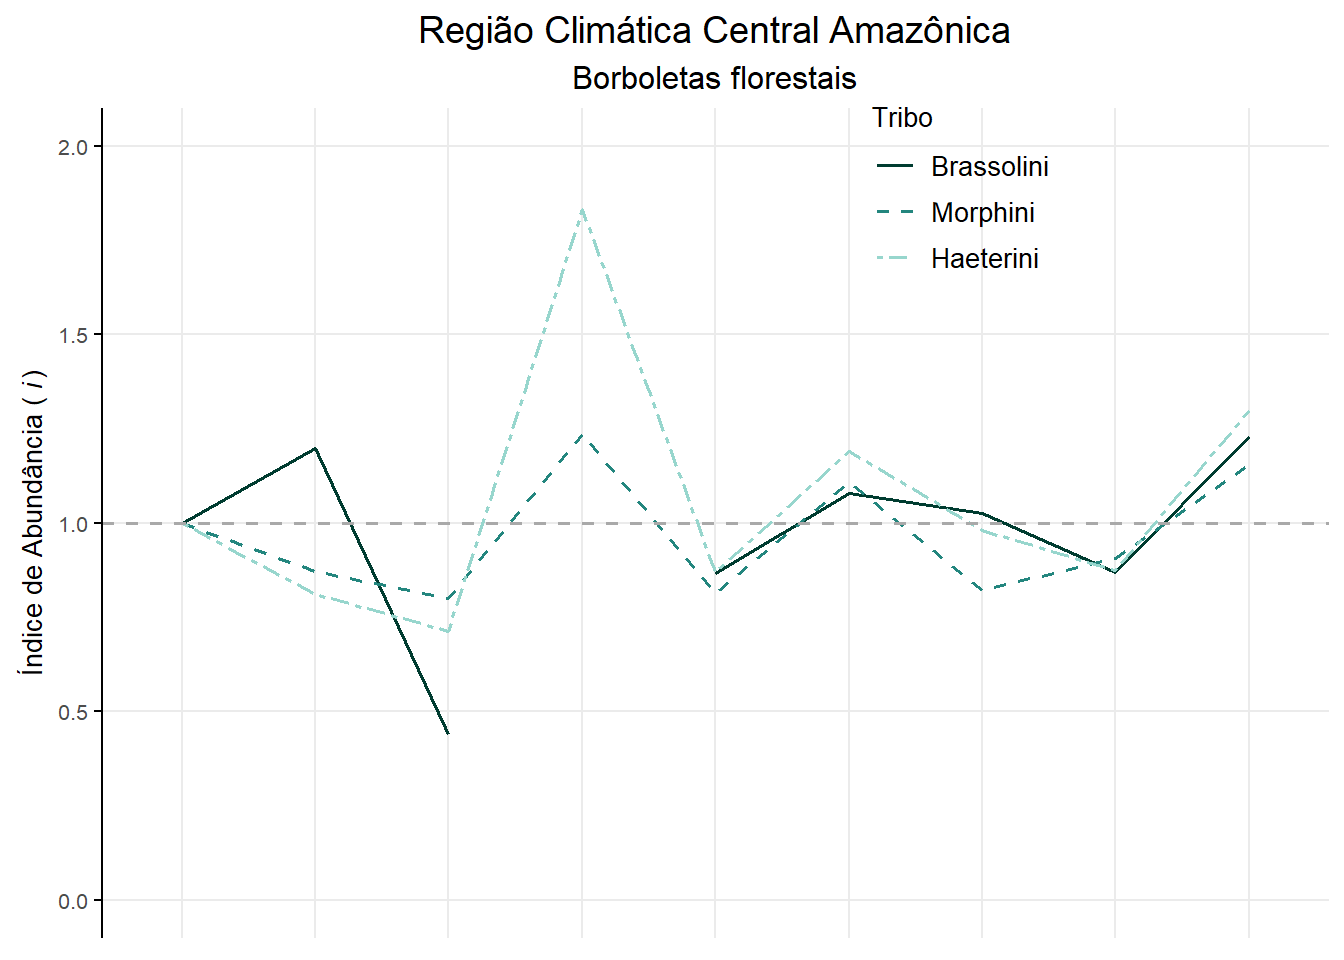 Região Climática Central Amazônica
Borboletas florestais
Tribo
Brassolini
Morphini
Haeterini
Índice de Abundância ( i )
2.0
1.5
1.0
0.5
0.0